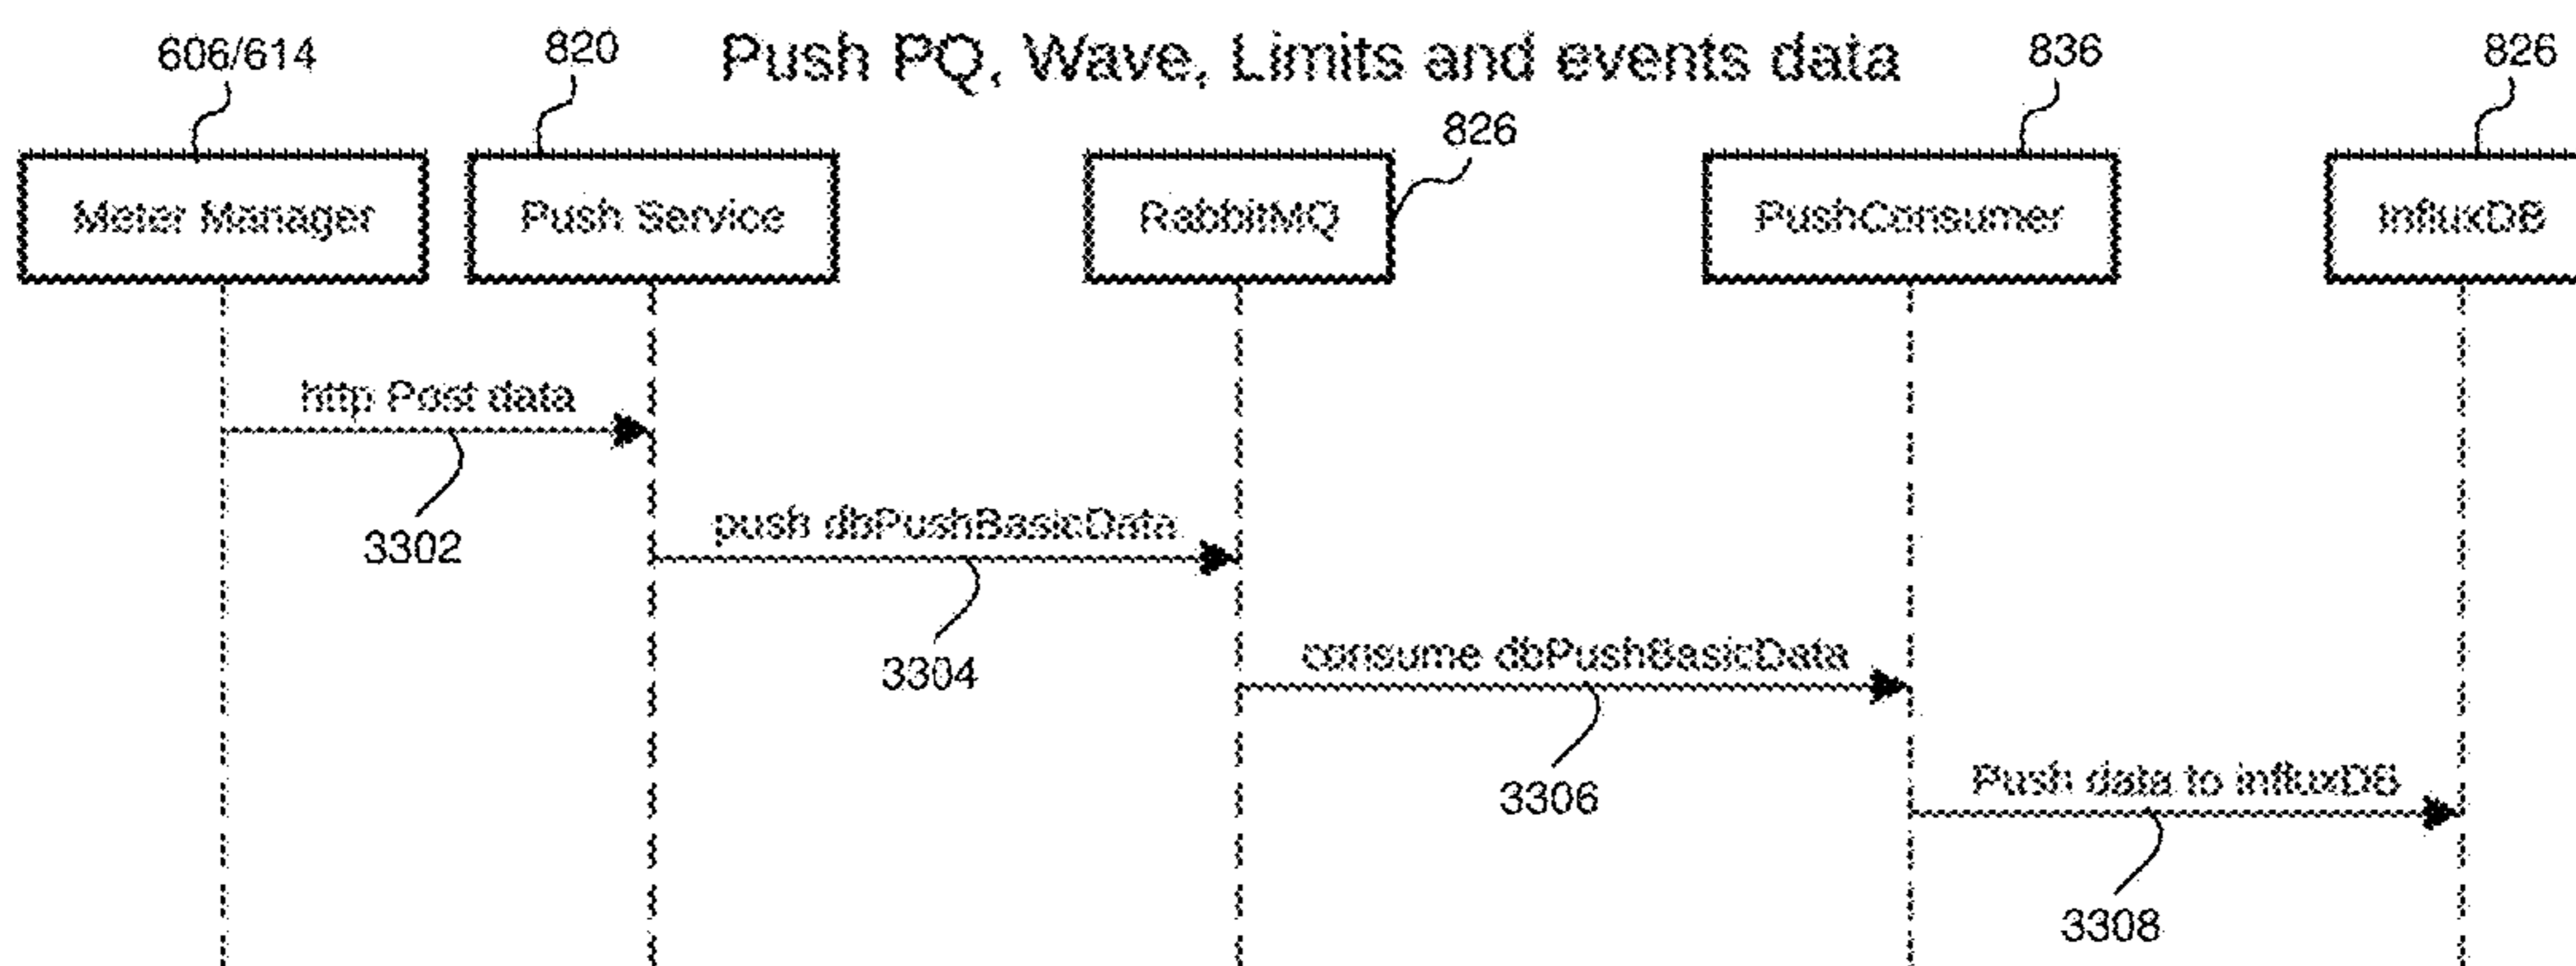 606/614
820
Push PQ, Wave, Limits and events data
836
826
826
Meter Manager
Push Service
RabbitMQ
PushConsumer
InfluxDB
http Post data
3302
push dbPushBasicData
3304
consume dbPushBasicData
3306
Push data to influxDB
3308